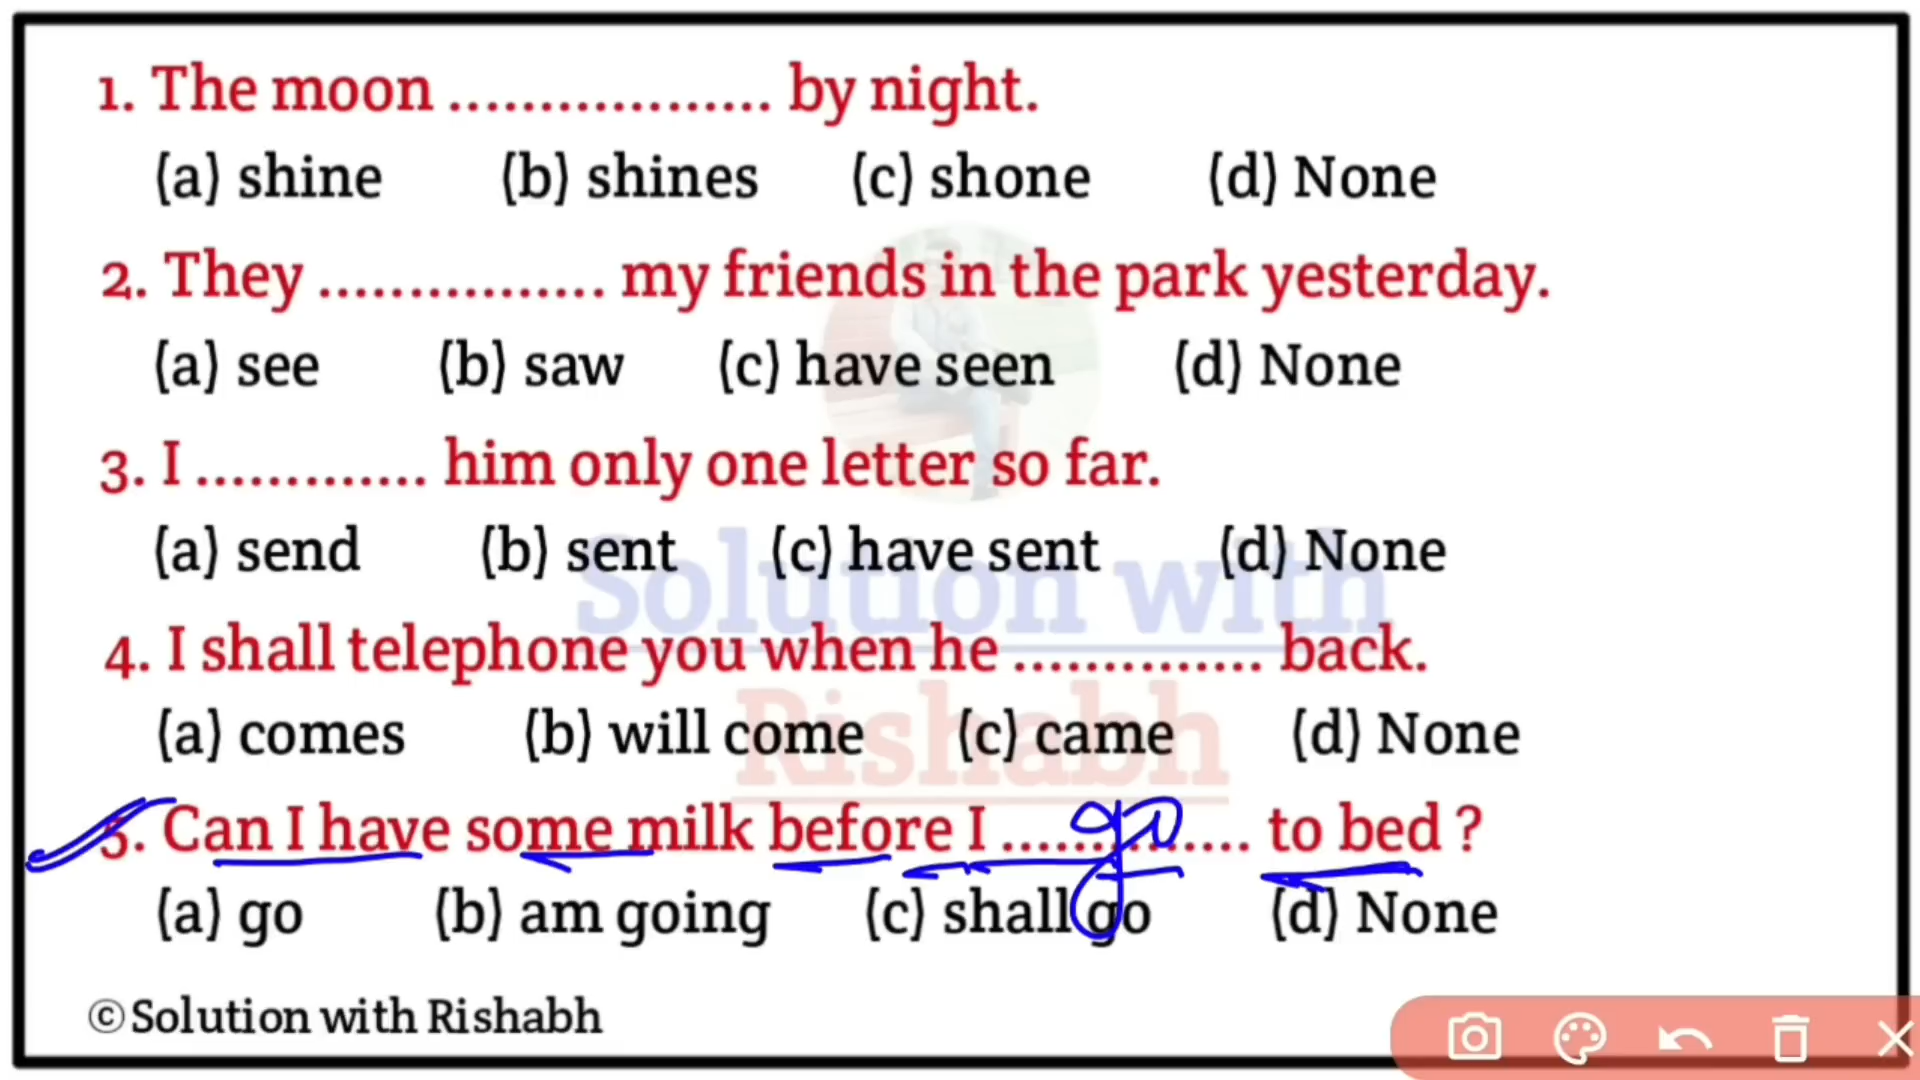 1. The moon .................. by night.
(a) shine (b) shines (c) shone (d) None
2. They ................ my friends in the park yesterday.
(a) see (b) saw (c) have seen (d) None
3. I ............. him only one letter so far.
(a) send (b) sent (c) have sent (d) None
Solution with
4. I shall telephone you when he .............. back.
Rishabh
(a) comes (b) will come (c) came (d) None
5. Can I have some milk before I .............. to bed ?
go
(a) go (b) am going (c) shall go (d) None
© Solution with Rishabh